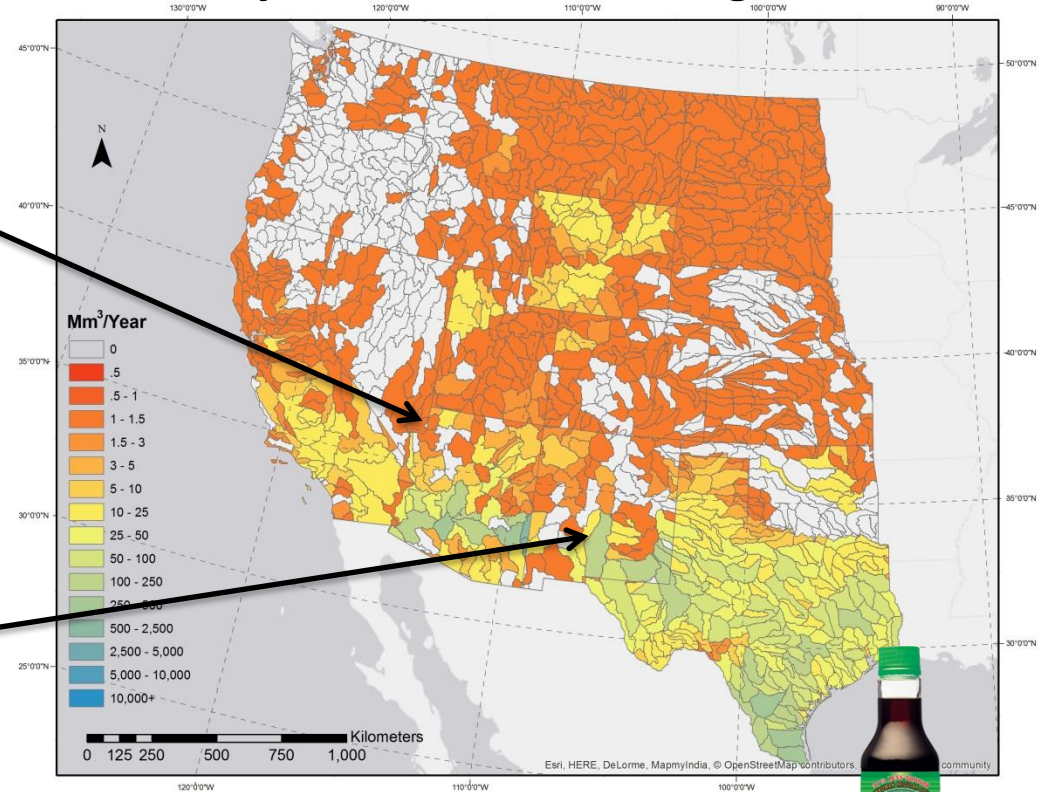 130°0'0"W 120°0'0"W 110°0'0"W 100°0'0"W 90°0'0"W
45°0'0"N
50°0'0"N
N
40°0'0"N
45°0'0"N
Mm³/Year
0
.5
.5 - 1
1 - 1.5
1.5 - 3
3 - 5
5 - 10
10 - 25
25 - 50
50 - 100
100 - 250
500 - 2,500
2,500 - 5,000
5,000 - 10,000
10,000+
35°0'0"N
40°0'0"N
30°0'0"N
35°0'0"N
25°0'0"N
30°0'0"N
Kilometers
0 125 250 500 750 1,000
Esri, HERE, DeLorme, MapmyIndia, © OpenStreetMap contributors, community
120°0'0"W 110°0'0"W 100°0'0"W